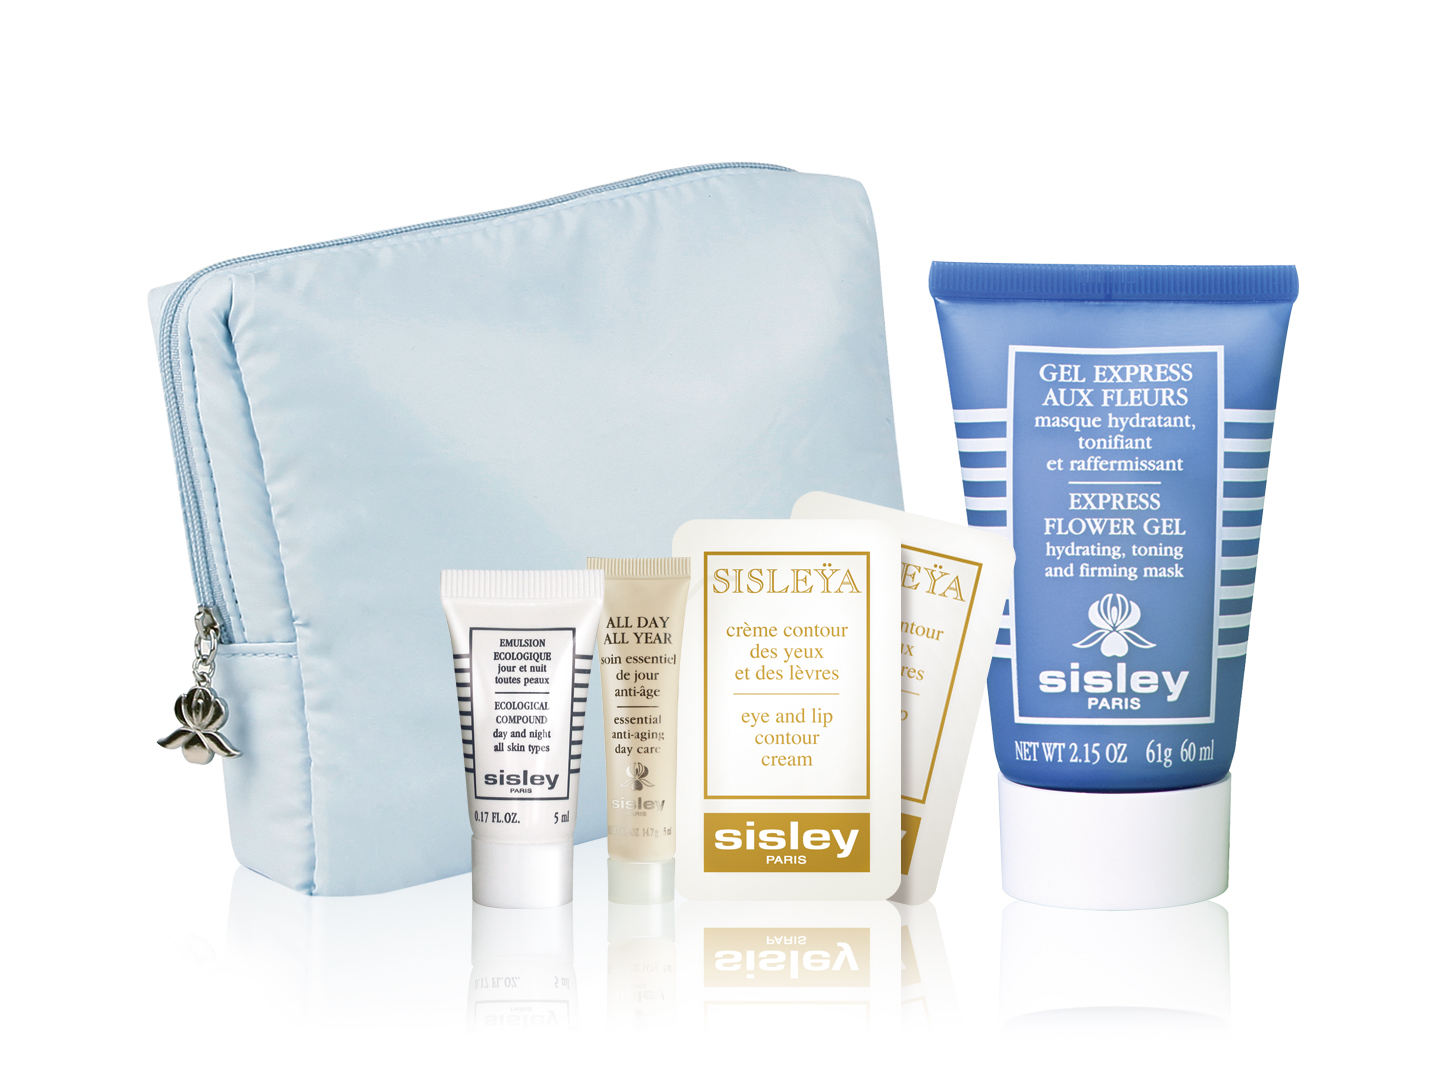 EMULSION
ECOLOGIQUE
jour et nuit
toutes peaux
ECOLOGICAL
COMPOUND
day and night
all skin types
sisley
PARIS
0.17 FL.OZ. 5 ml
ALL DAY
ALL YEAR
soin essentiel
de jour
anti-âge
essential
anti-aging
day care
sisley
PARIS
5 ml
SISLEŸA
crème contour
des yeux
et des lèvres
eye and lip
contour
cream
sisley
PARIS
GEL EXPRESS
AUX FLEURS
masque hydratant,
tonifiant
et raffermissant
EXPRESS
FLOWER GEL
hydrating, toning
and firming mask
sisley
PARIS
NET WT 2.15 OZ 61g 60 ml